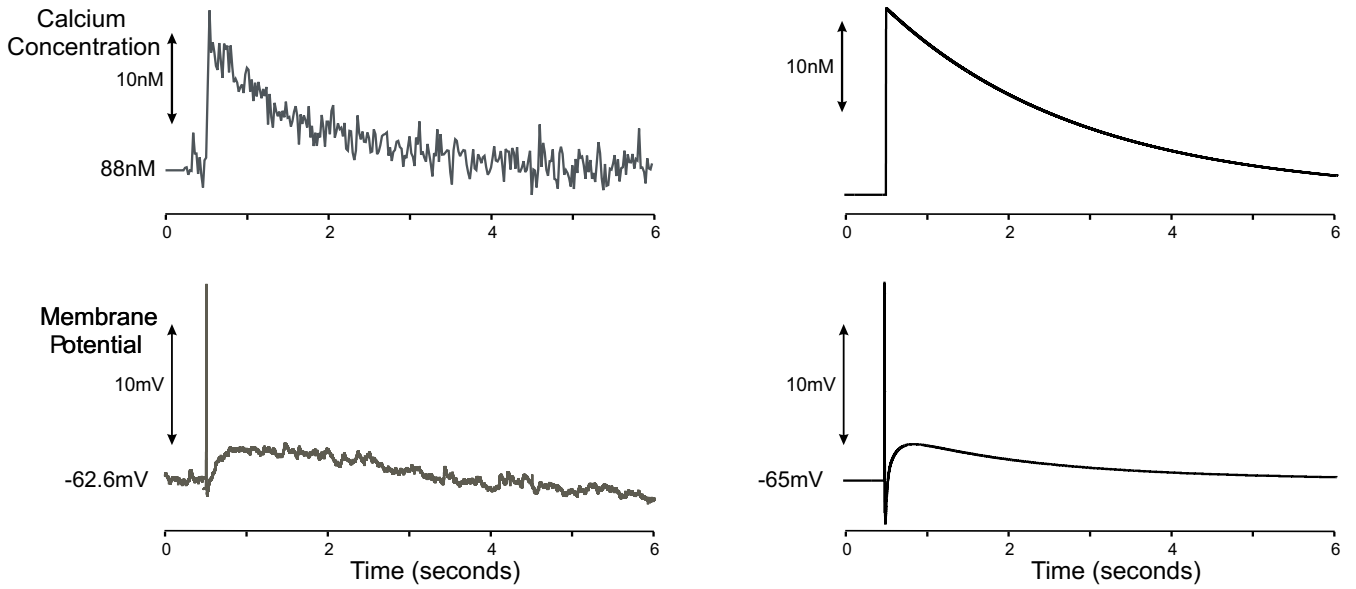 Calcium
Concentration
10nM
88nM
0 2 4 6
10nM
0 2 4 6
Membrane
Potential
10mV
-62.6mV
0 2 4 6
Time (seconds)
10mV
-65mV
0 2 4 6
Time (seconds)